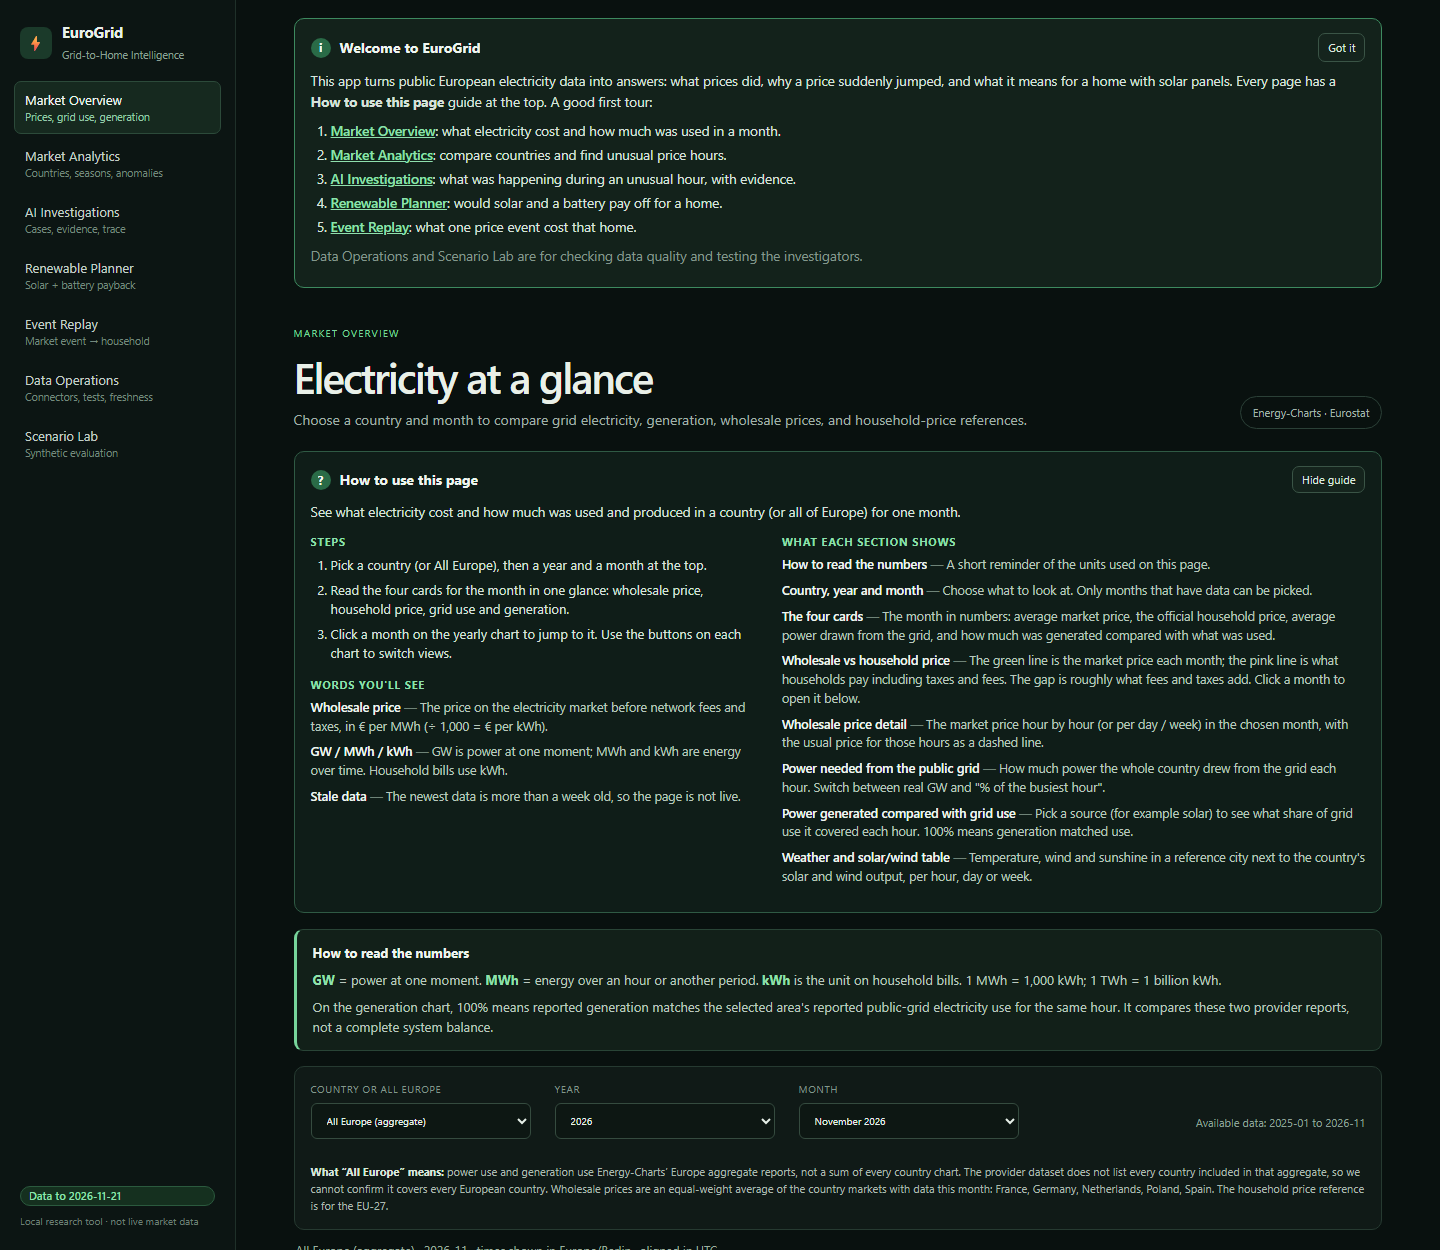 EuroGrid
Grid-to-Home Intelligence
Market Overview
Prices, grid use, generation
Market Analytics
Countries, seasons, anomalies
AI Investigations
Cases, evidence, trace
Renewable Planner
Solar + battery payback
Event Replay
Market event → household
Data Operations
Connectors, tests, freshness
Scenario Lab
Synthetic evaluation
Data to 2026-11-21
Local research tool · not live market data
i Welcome to EuroGrid
Got it
This app turns public European electricity data into answers: what prices did, why a price suddenly jumped, and what it means for a home with solar panels. Every page has a
How to use this page guide at the top. A good first tour:
1. Market Overview: what electricity cost and how much was used in a month.
2. Market Analytics: compare countries and find unusual price hours.
3. AI Investigations: what was happening during an unusual hour, with evidence.
4. Renewable Planner: would solar and a battery pay off for a home.
5. Event Replay: what one price event cost that home.
Data Operations and Scenario Lab are for checking data quality and testing the investigators.
MARKET OVERVIEW
Electricity at a glance
Choose a country and month to compare grid electricity, generation, wholesale prices, and household-price references.
Energy-Charts · Eurostat
? How to use this page
Hide guide
See what electricity cost and how much was used and produced in a country (or all of Europe) for one month.
STEPS
1. Pick a country (or All Europe), then a year and a month at the top.
2. Read the four cards for the month in one glance: wholesale price,
household price, grid use and generation.
3. Click a month on the yearly chart to jump to it. Use the buttons on each
chart to switch views.
WORDS YOU'LL SEE
Wholesale price — The price on the electricity market before network fees and
taxes, in € per MWh (÷ 1,000 = € per kWh).
GW / MWh / kWh — GW is power at one moment; MWh and kWh are energy
over time. Household bills use kWh.
Stale data — The newest data is more than a week old, so the page is not live.
WHAT EACH SECTION SHOWS
How to read the numbers — A short reminder of the units used on this page.
Country, year and month — Choose what to look at. Only months that have data can be picked.
The four cards — The month in numbers: average market price, the official household price, average
power drawn from the grid, and how much was generated compared with what was used.
Wholesale vs household price — The green line is the market price each month; the pink line is what
households pay including taxes and fees. The gap is roughly what fees and taxes add. Click a month to
open it below.
Wholesale price detail — The market price hour by hour (or per day / week) in the chosen month, with
the usual price for those hours as a dashed line.
Power needed from the public grid — How much power the whole country drew from the grid each
hour. Switch between real GW and "% of the busiest hour".
Power generated compared with grid use — Pick a source (for example solar) to see what share of grid
use it covered each hour. 100% means generation matched use.
Weather and solar/wind table — Temperature, wind and sunshine in a reference city next to the country's
solar and wind output, per hour, day or week.
How to read the numbers
GW = power at one moment. MWh = energy over an hour or another period. kWh is the unit on household bills. 1 MWh = 1,000 kWh; 1 TWh = 1 billion kWh.
On the generation chart, 100% means reported generation matches the selected area's reported public-grid electricity use for the same hour. It compares these two provider reports,
not a complete system balance.
COUNTRY OR ALL EUROPE
YEAR
MONTH
All Europe (aggregate)
2026
November 2026
Available data: 2025-01 to 2026-11
What “All Europe” means: power use and generation use Energy-Charts’ Europe aggregate reports, not a sum of every country chart. The provider dataset does not list every country included in that aggregate, so we
cannot confirm it covers every European country. Wholesale prices are an equal-weight average of the country markets with data this month: France, Germany, Netherlands, Poland, Spain. The household price reference
is for the EU-27.
All Europe (aggregate) · 2026-11 · times shown in Europe/Berlin · aligned in UTC